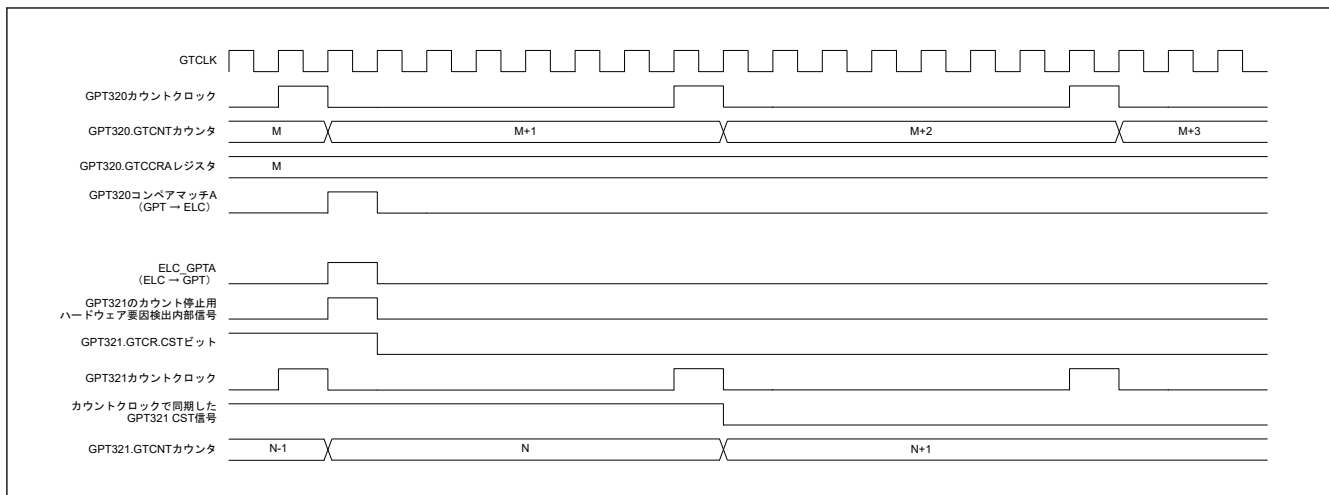 GTCLK
GPT320カウントクロック
GPT320.GTCNTカウンタ
M
M+1
M+2
M+3
GPT320.GTCCRAレジスタ
M
GPT320コンペアマッチA
（GPT → ELC）
ELC_GPTA
（ELC → GPT）
GPT321のカウント停止用
ハードウェア要因検出内部信号
GPT321.GTCR.CSTビット
GPT321カウントクロック
カウントクロックで同期した
GPT321 CST信号
GPT321.GTCNTカウンタ
N-1
N
N+1